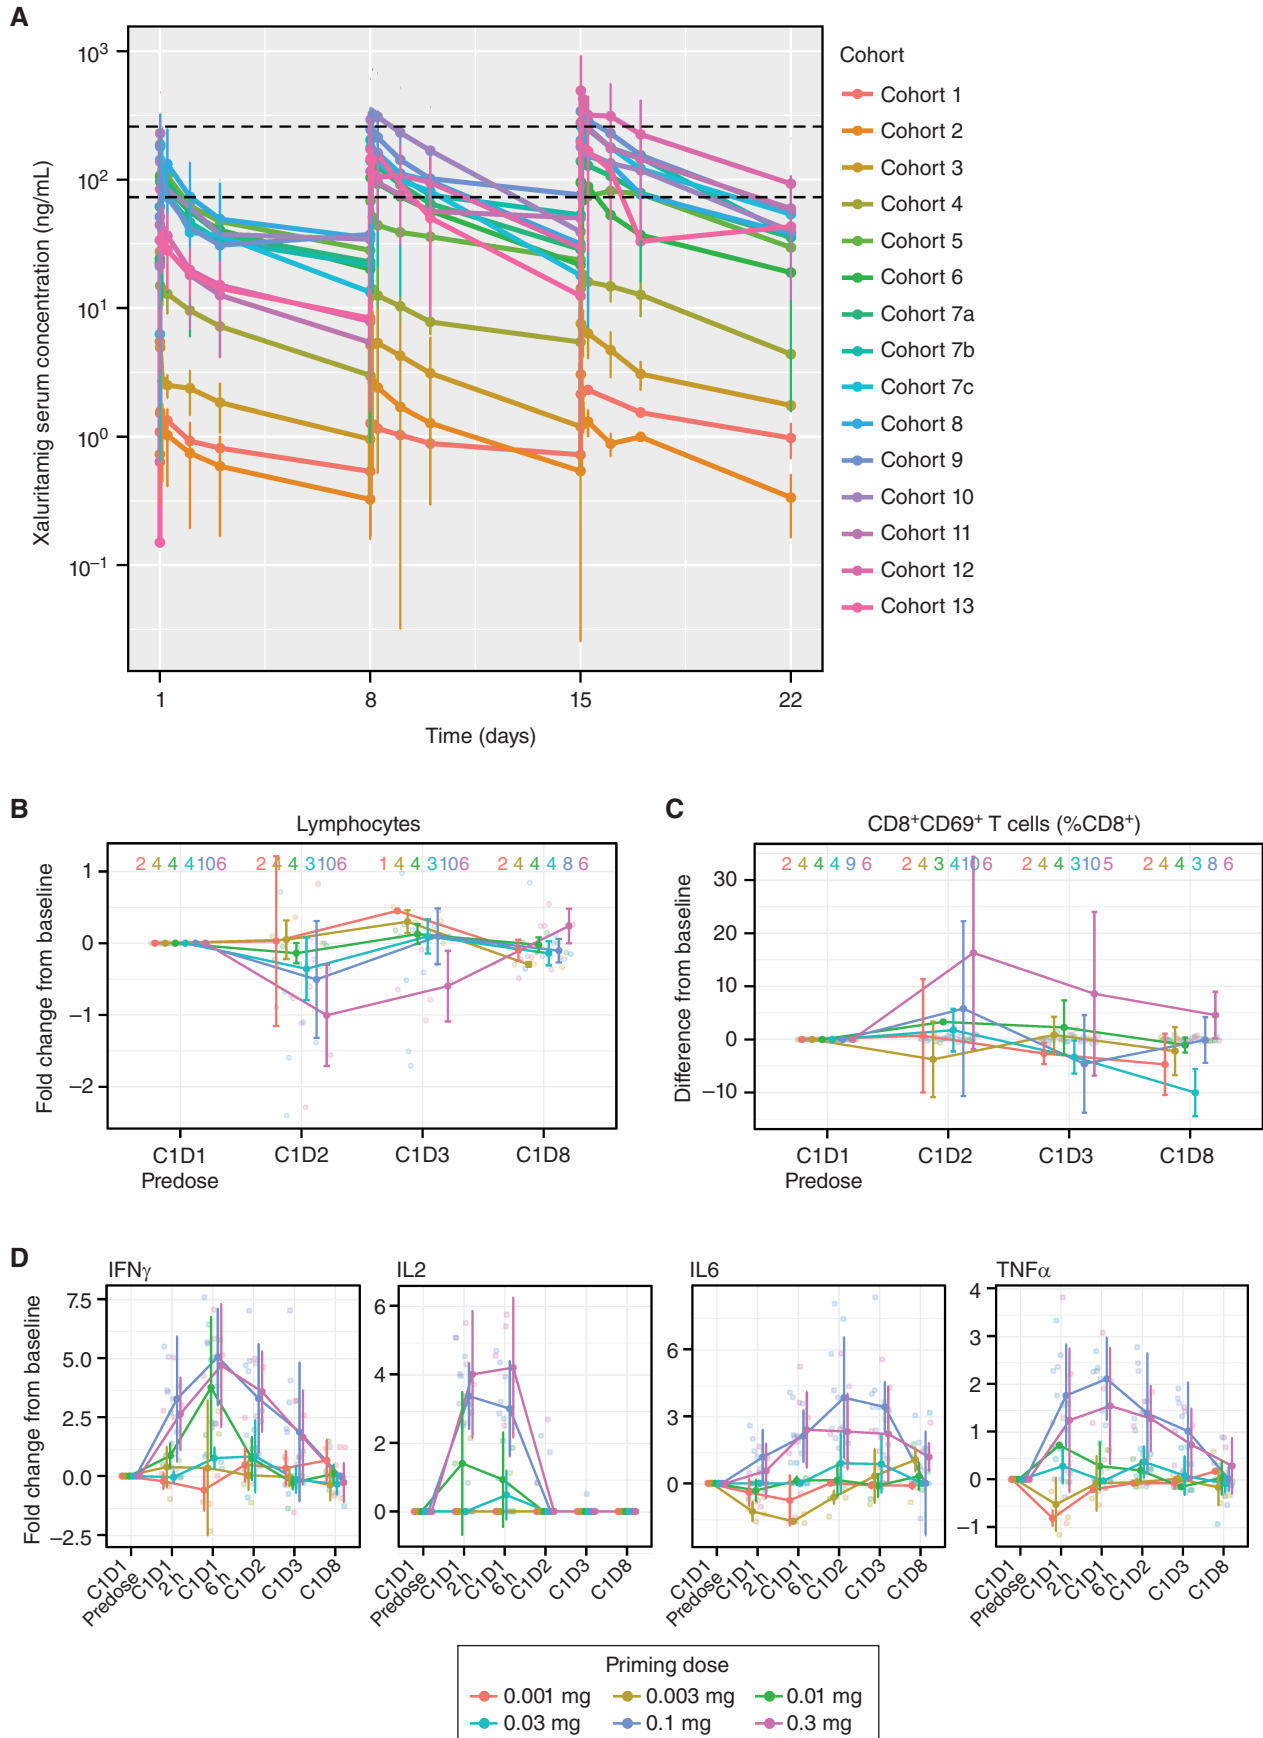 A
Xaluritamig serum concentration (ng/mL)
10³
10²
10¹
10⁰
10⁻¹
1 8 15 22
Time (days)
Cohort
Cohort 1
Cohort 2
Cohort 3
Cohort 4
Cohort 5
Cohort 6
Cohort 7a
Cohort 7b
Cohort 7c
Cohort 8
Cohort 9
Cohort 10
Cohort 11
Cohort 12
Cohort 13
B
Lymphocytes
Fold change from baseline
2 4 4 4 10 6 2 4 4 3 10 6 1 4 4 3 10 6 2 4 4 4 8 6
1
0
−1
−2
C1D1 Predose C1D2 C1D3 C1D8
C
CD8⁺CD69⁺ T cells (%CD8⁺)
Difference from baseline
2 4 4 4 9 6 2 4 3 4 10 6 2 4 4 3 10 5 2 4 4 3 8 6
30
20
10
0
−10
C1D1 Predose C1D2 C1D3 C1D8
D
Fold change from baseline
IFNγ
7.5
5.0
2.5
0.0
−2.5
C1D1 Predose C1D1 2 h C1D1 6 h C1D2 C1D3 C1D8
IL2
6
4
2
0
C1D1 Predose C1D1 2 h C1D1 6 h C1D2 C1D3 C1D8
IL6
6
3
0
C1D1 Predose C1D1 2 h C1D1 6 h C1D2 C1D3 C1D8
TNFα
4
3
2
1
0
−1
C1D1 Predose C1D1 2 h C1D1 6 h C1D2 C1D3 C1D8
Priming dose
0.001 mg 0.003 mg 0.01 mg
0.03 mg 0.1 mg 0.3 mg